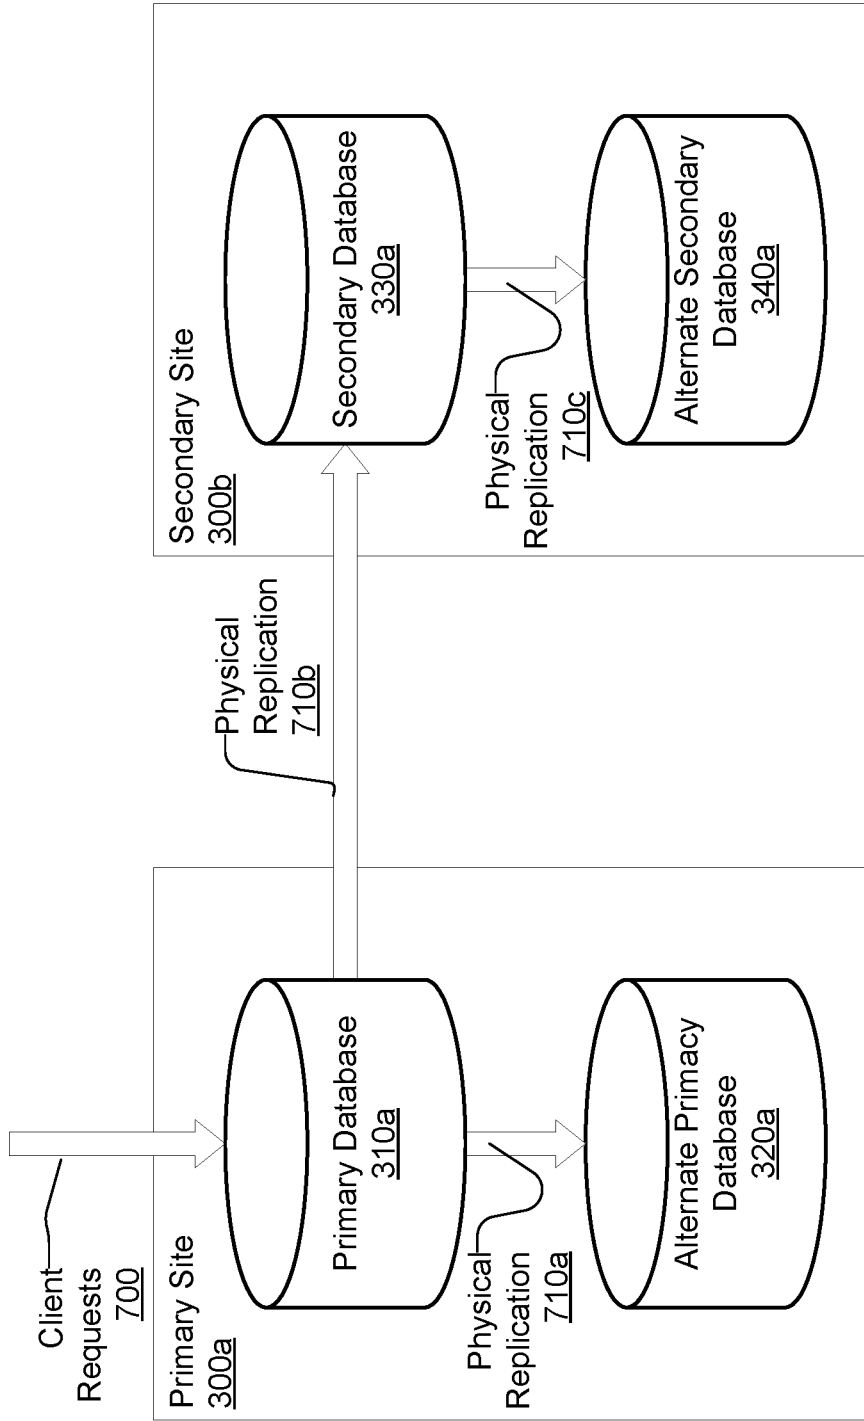 Client
Requests
700
Primary Site
300a
Primary Database
310a
Physical
Replication
710a
Alternate Primacy
Database
320a
Physical
Replication
710b
Secondary Site
300b
Secondary Database
330a
Physical
Replication
710c
Alternate Secondary
Database
340a